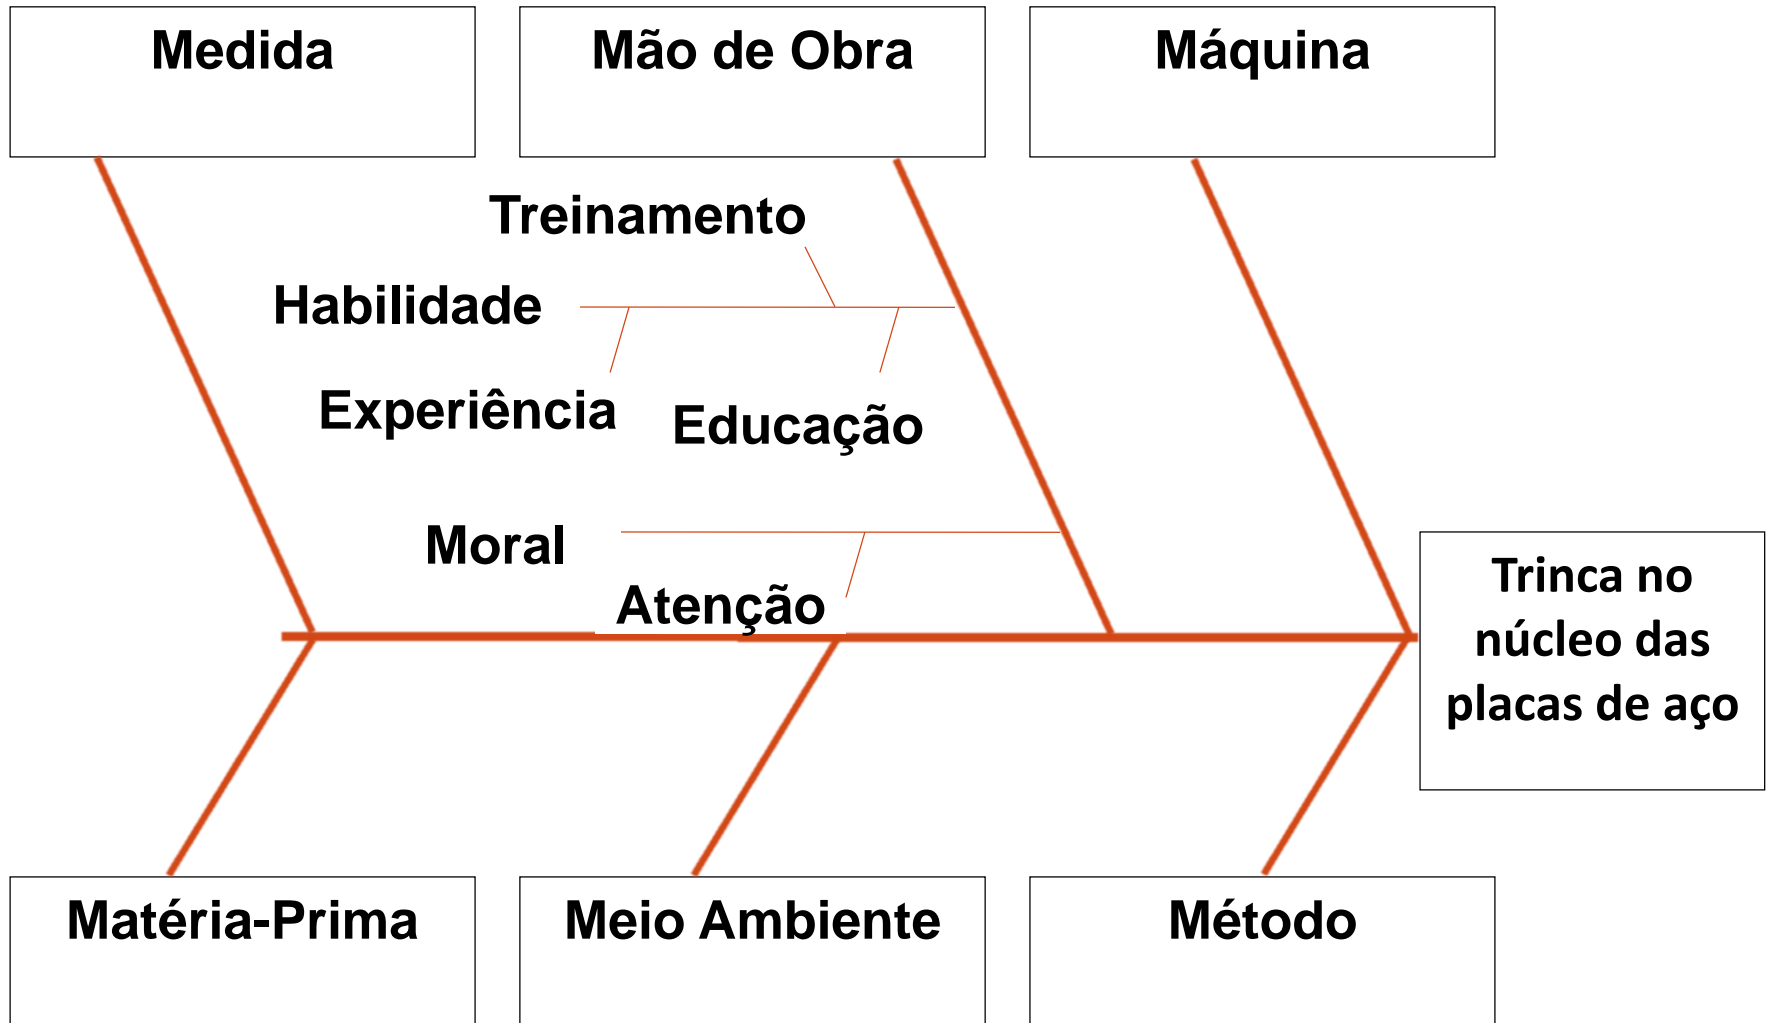 Medida
Mão de Obra
Máquina
Treinamento
Habilidade
Experiência
Educação
Moral
Atenção
Trinca no
núcleo das
placas de aço
Matéria-Prima
Meio Ambiente
Método